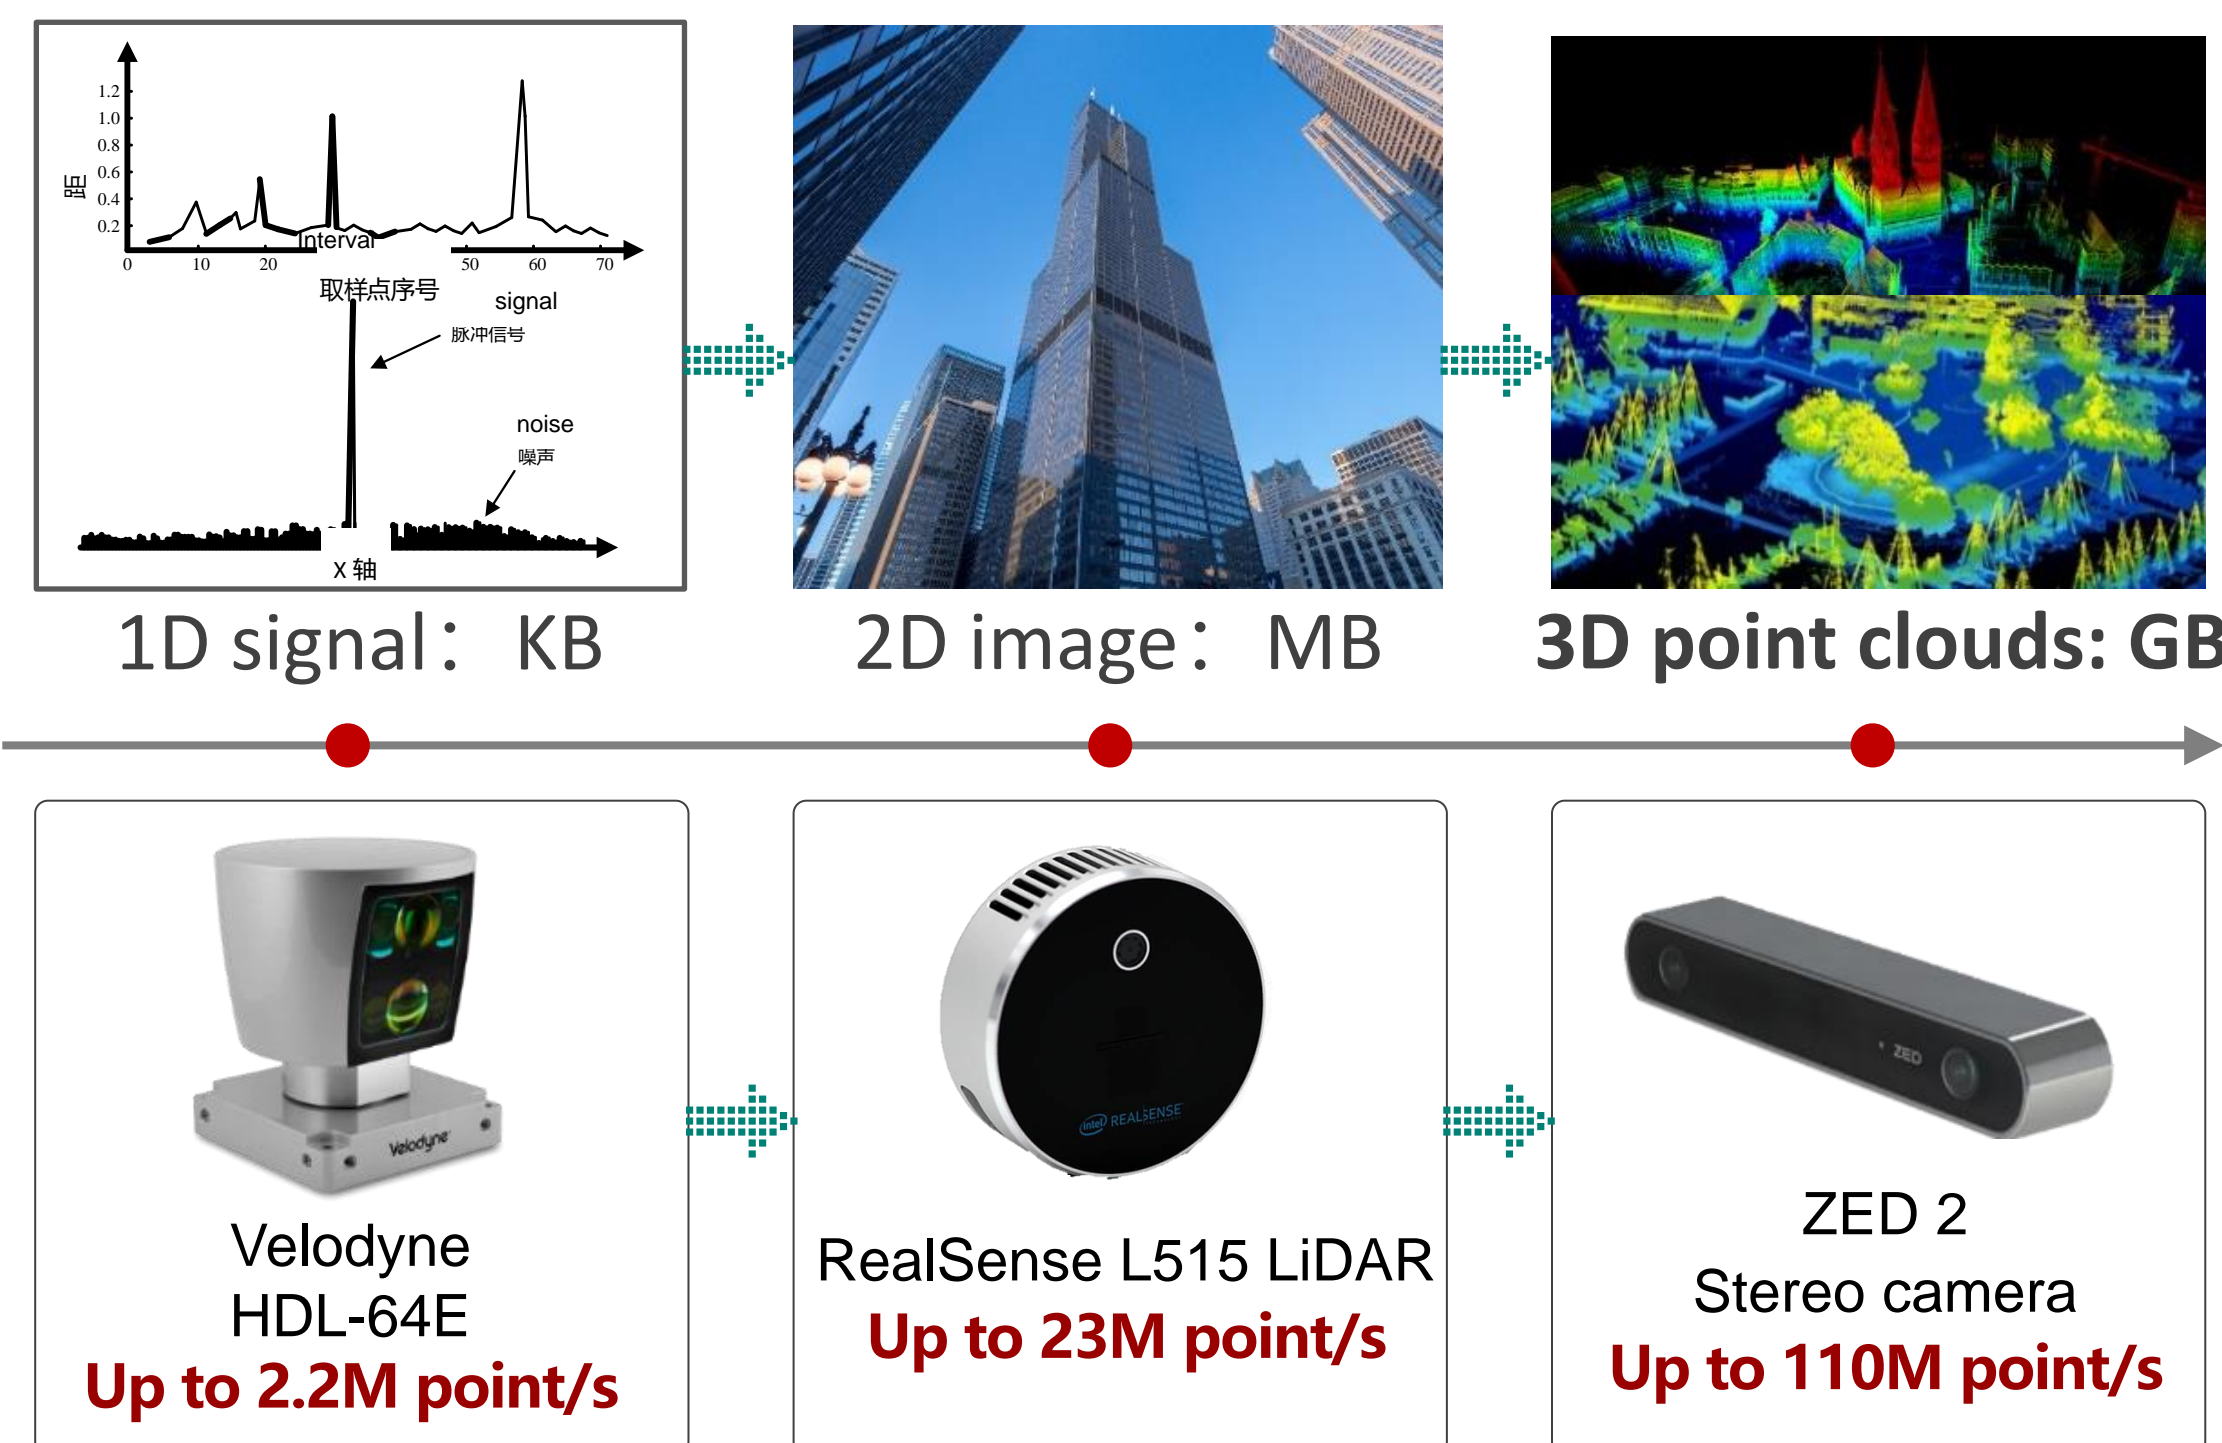 1.2
1.0
0.8
0.6
0.4
0.2
距
0 10 20 50 60 70
Interval
取样点序号
signal
脉冲信号
noise
噪声
X 轴
1D signal： KB
2D image： MB
3D point clouds: GB
Velodyne
intel REALSENSE
ZED
Velodyne
HDL-64E
Up to 2.2M point/s
RealSense L515 LiDAR
Up to 23M point/s
ZED 2
Stereo camera
Up to 110M point/s